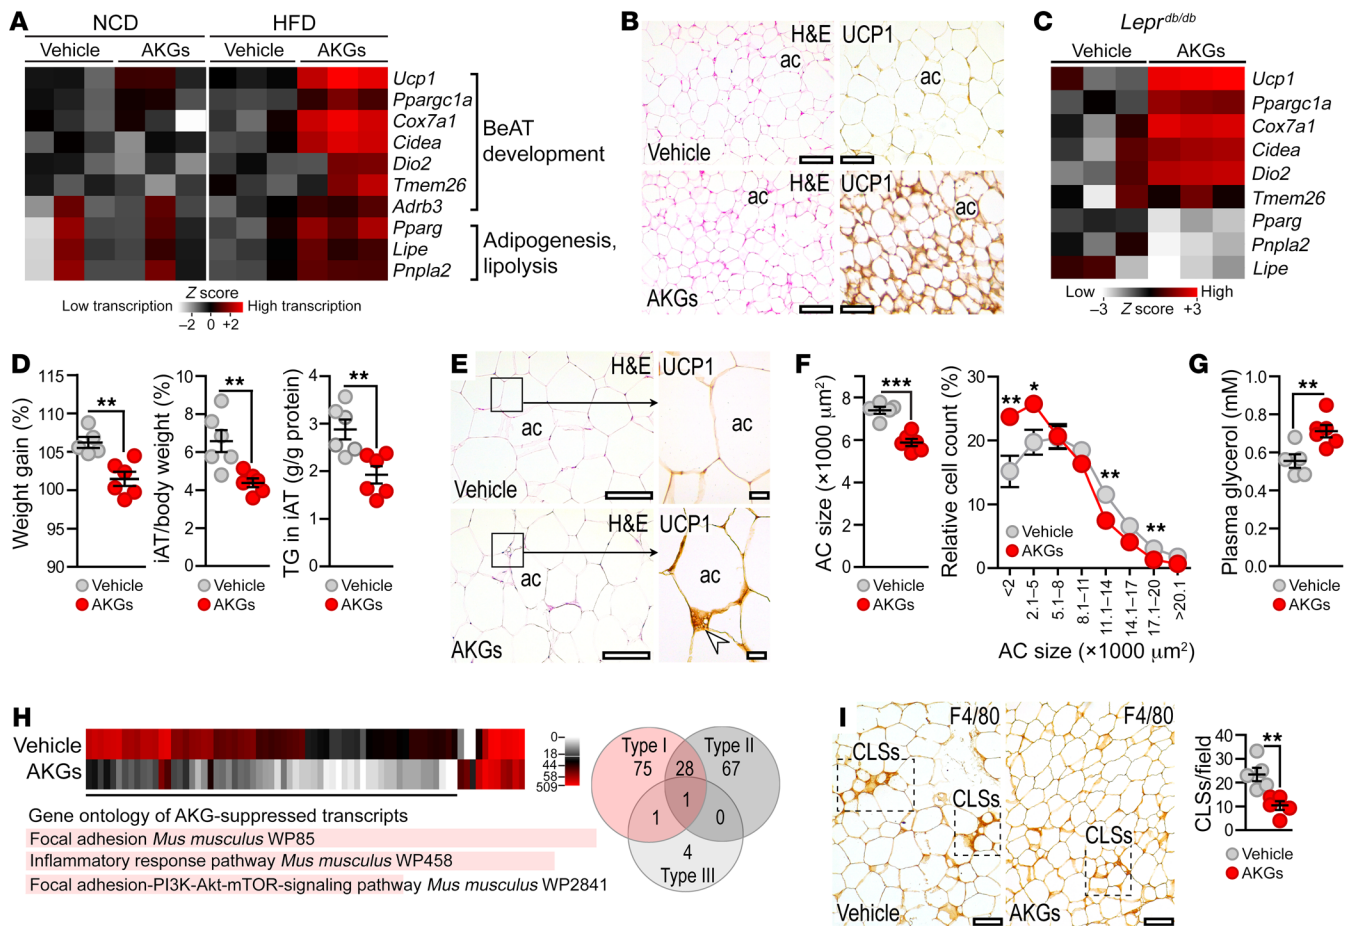 A
NCD HFD
Vehicle AKGs Vehicle AKGs
Ucp1
Ppargc1a
Cox7a1
Cidea
Dio2
Tmem26
Adrb3
Pparg
Lipe
Pnpla2
BeAT
development
Adipogenesis,
lipolysis
Z score
Low transcription High transcription
–2 0 +2
B
H&E UCP1
ac ac
Vehicle
H&E UCP1
ac ac
AKGs
C
Lepr db/db
Vehicle AKGs
Ucp1
Ppargc1a
Cox7a1
Cidea
Dio2
Tmem26
Pparg
Pnpla2
Lipe
Low High
–3 Z score +3
D
Weight gain (%)
115
110
105
100
95
90
**
Vehicle
AKGs
iAT/body weight (%)
10
8
6
4
2
0
**
Vehicle
AKGs
TG in iAT (g/g protein)
4
3
2
1
0
**
Vehicle
AKGs
E
H&E UCP1
ac ac
Vehicle
H&E UCP1
ac ac
AKGs
F
AC size (×1000 μm²)
8
6
4
2
0
***
Vehicle
AKGs
Relative cell count (%)
30
20
10
0
** * ** **
Vehicle
AKGs
<2 2.1–5 5.1–8 8.1–11 11.1–14 14.1–17 17.1–20 >20.1
AC size (×1000 μm²)
G
Plasma glycerol (mM)
1.0
0.8
0.6
0.4
0.2
0
**
Vehicle
AKGs
H
Vehicle
AKGs
0
18
44
58
509
Gene ontology of AKG-suppressed transcripts
Focal adhesion Mus musculus WP85
Inflammatory response pathway Mus musculus WP458
Focal adhesion-PI3K-Akt-mTOR-signaling pathway Mus musculus WP2841
Type I Type II
75 28 67
1
1 0
4
Type III
I
F4/80 F4/80
CLSs
CLSs
CLSs
Vehicle AKGs
CLSs/field
40
30
20
10
0
**
Vehicle
AKGs